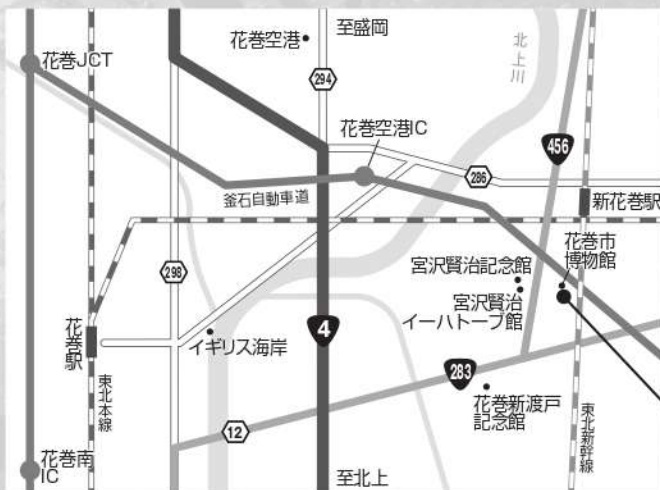 至盛岡
花巻空港
北上川
花巻JCT
294
花巻空港IC
456
286
釜石自動車道
新花巻駅
花巻市
博物館
宮沢賢治記念館
298
宮沢賢治
イーハトーブ館
4
花巻駅
イギリス海岸
283
東北本線
花巻新渡戸
記念館
12
東北新幹線
花巻南
IC
至北上